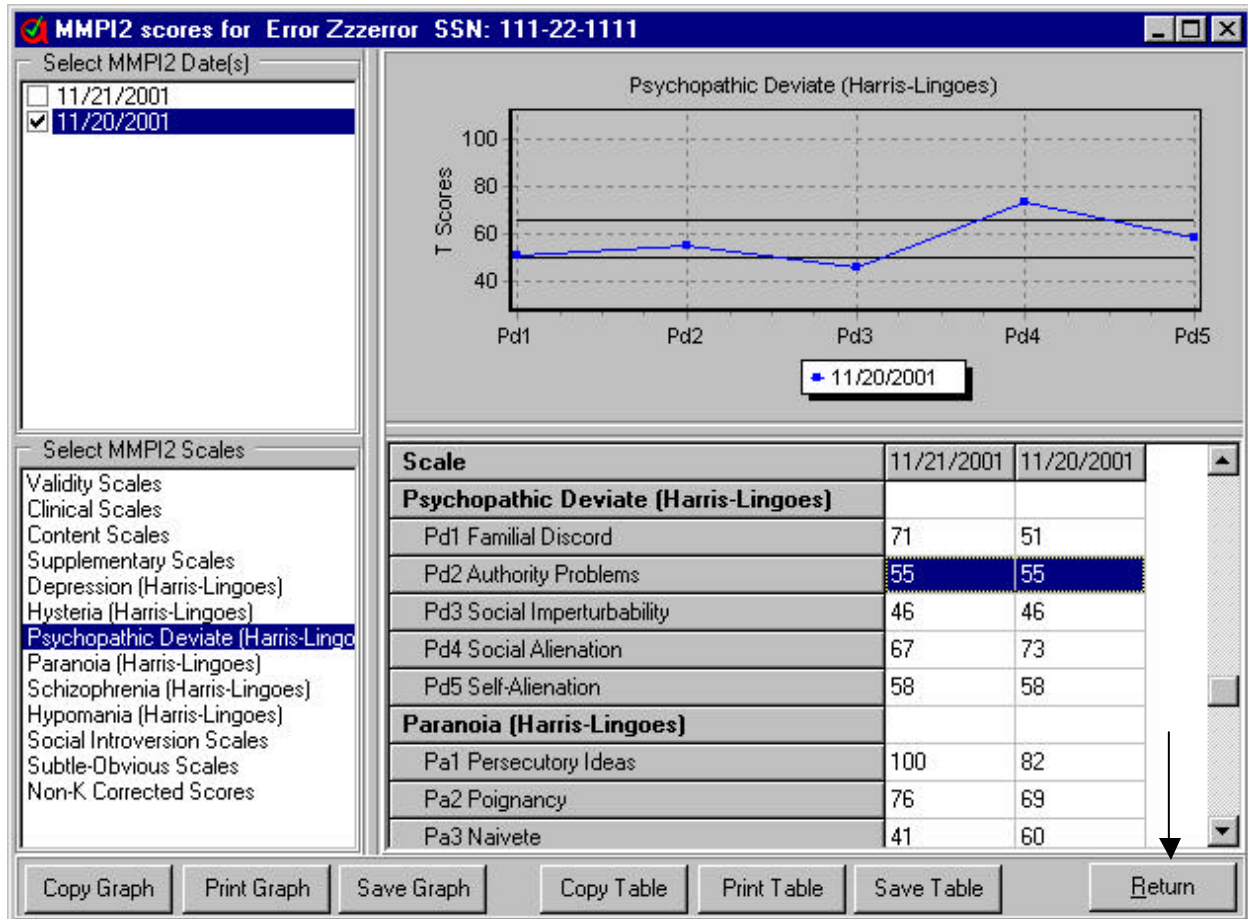 MMPI2 scores for Error Zzzerror SSN: 111-22-1111
Select MMPI2 Date(s)
11/21/2001
11/20/2001
Psychopathic Deviate (Harris-Lingoes)
T Scores
100
80
60
40
Pd1 Pd2 Pd3 Pd4 Pd5
11/20/2001
Select MMPI2 Scales
Validity Scales
Clinical Scales
Content Scales
Supplementary Scales
Depression (Harris-Lingoes)
Hysteria (Harris-Lingoes)
Psychopathic Deviate (Harris-Lingo
Paranoia (Harris-Lingoes)
Schizophrenia (Harris-Lingoes)
Hypomania (Harris-Lingoes)
Social Introversion Scales
Subtle-Obvious Scales
Non-K Corrected Scores
Scale 11/21/2001 11/20/2001
Psychopathic Deviate (Harris-Lingoes)
Pd1 Familial Discord 71 51
Pd2 Authority Problems 55 55
Pd3 Social Imperturbability 46 46
Pd4 Social Alienation 67 73
Pd5 Self-Alienation 58 58
Paranoia (Harris-Lingoes)
Pa1 Persecutory Ideas 100 82
Pa2 Poignancy 76 69
Pa3 Naivete 41 60
Copy Graph Print Graph Save Graph Copy Table Print Table Save Table Return